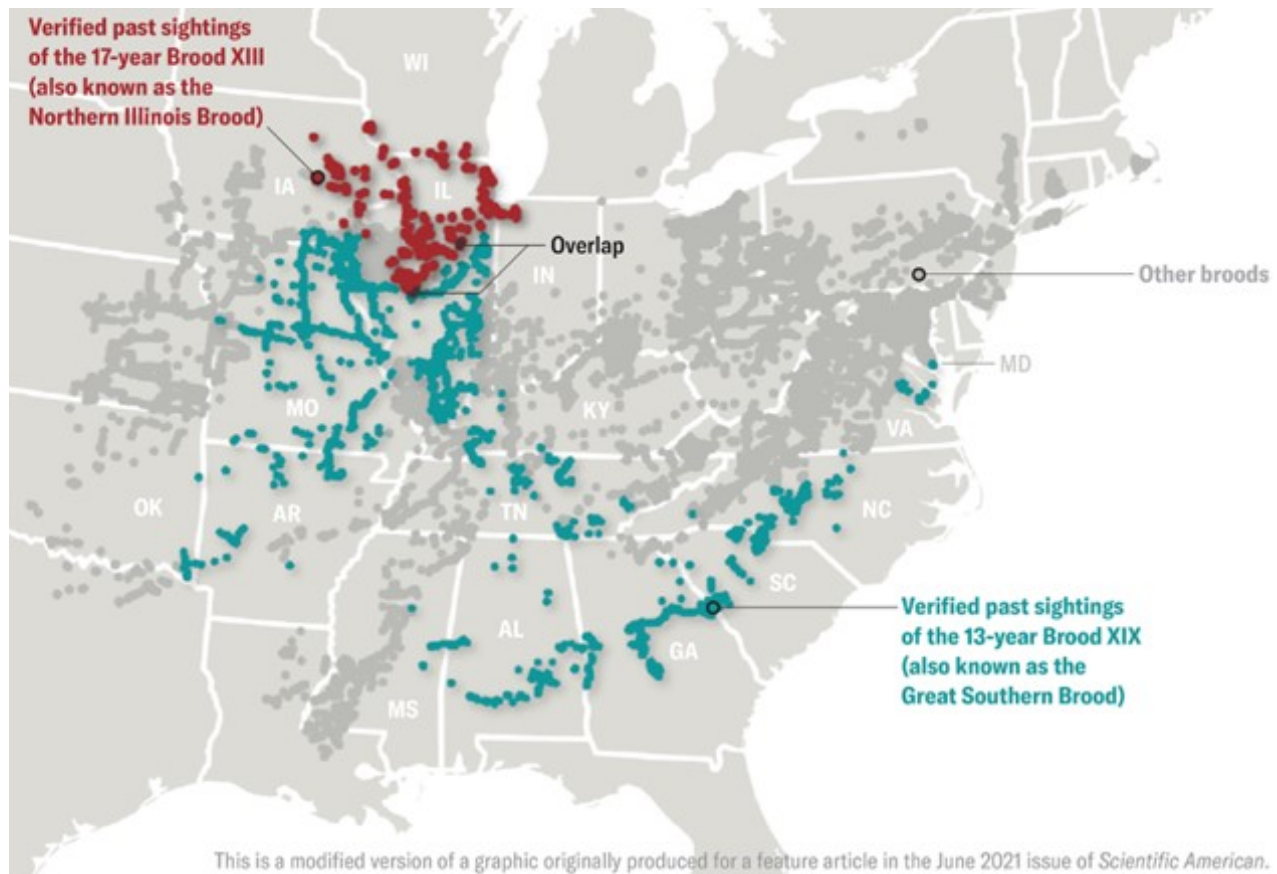 Verified past sightings
of the 17-year Brood XIII
(also known as the
Northern Illinois Brood)
WI
IA
IL
Overlap
IN
Other broods
MD
MO
KY
VA
OK
AR
TN
NC
SC
Verified past sightings
of the 13-year Brood XIX
(also known as the
Great Southern Brood)
AL
GA
MS
This is a modified version of a graphic originally produced for a feature article in the June 2021 issue of Scientific American.